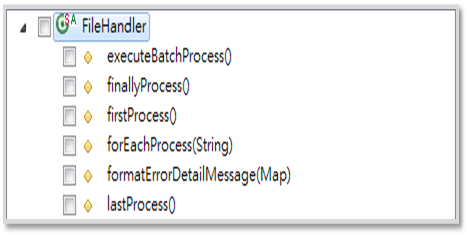 FileHandler
executeBatchProcess()
finallyProcess()
firstProcess()
forEachProcess(String)
formatErrorDetailMessage(Map)
lastProcess()